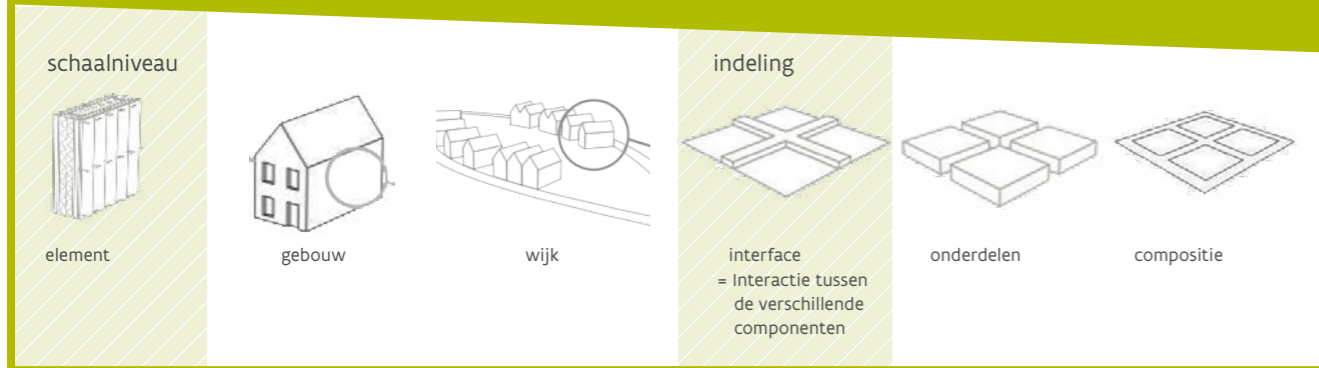 schaalniveau
element
gebouw
wijk
indeling
interface
= Interactie tussen
de verschillende
componenten
onderdelen
compositie